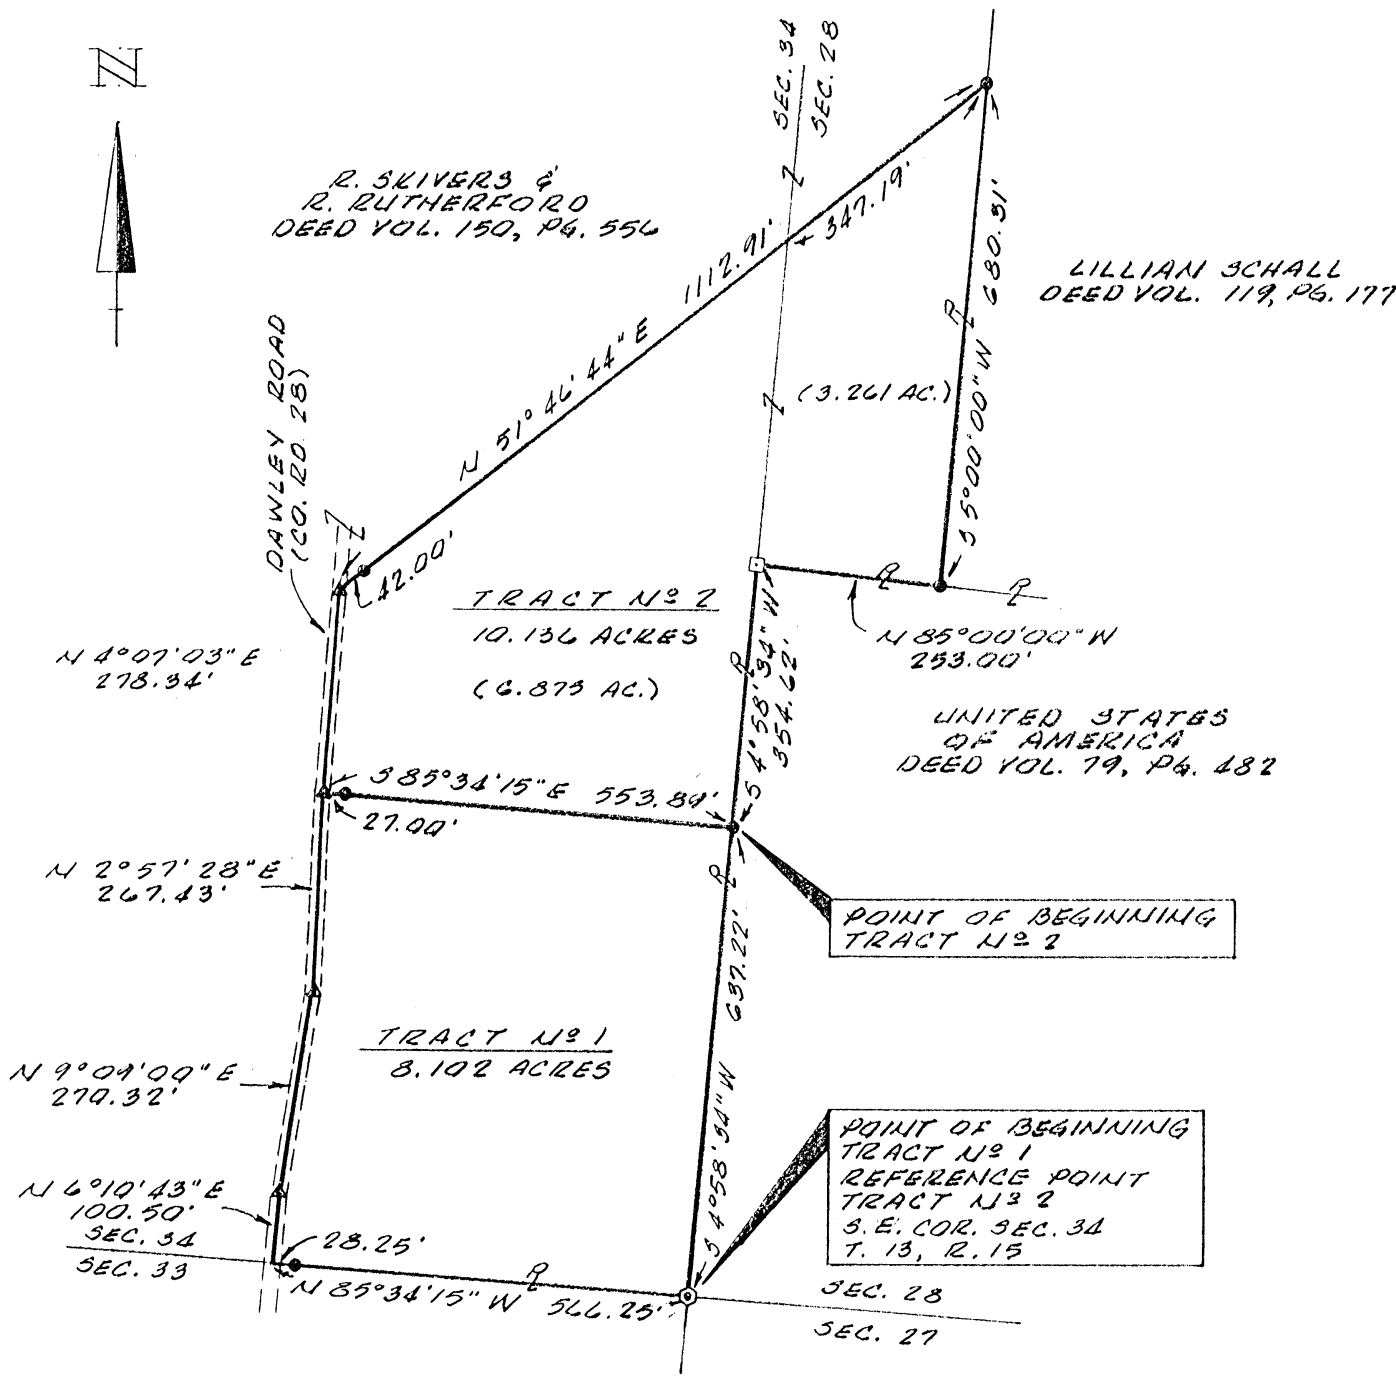 N
SEC. 34
SEC. 28
R. SKIVERS &
R. RUTHERFORD
DEED VOL. 150, PG. 556
1112.91'
347.19'
680.31'
LILLIAN SCHALL
DEED VOL. 119, PG. 177
N 51° 46' 44" E
DAWLEY ROAD
(CO. RD. 28)
(3.261 AC.)
S 5°00'00" W
42.00'
TRACT Nº 2
10.136 ACRES
(6.875 AC.)
N 85°00'00" W
253.00'
N 4°07'03" E
278.34'
S 4°58'34" W
354.62'
UNITED STATES
OF AMERICA
DEED VOL. 79, PG. 482
S 85°34'15" E 553.89'
27.00'
N 2°57'28" E
267.43'
POINT OF BEGINNING
TRACT Nº 2
637.22'
S 4°58'34" W
TRACT Nº 1
8.102 ACRES
N 9°09'00" E
270.32'
POINT OF BEGINNING
TRACT Nº 1
REFERENCE POINT
TRACT Nº 2
S.E. COR. SEC. 34
T. 13, R. 15
N 6°10'43" E
100.50'
SEC. 34
SEC. 33
28.25'
N 85°34'15" W 566.25'
SEC. 28
SEC. 27